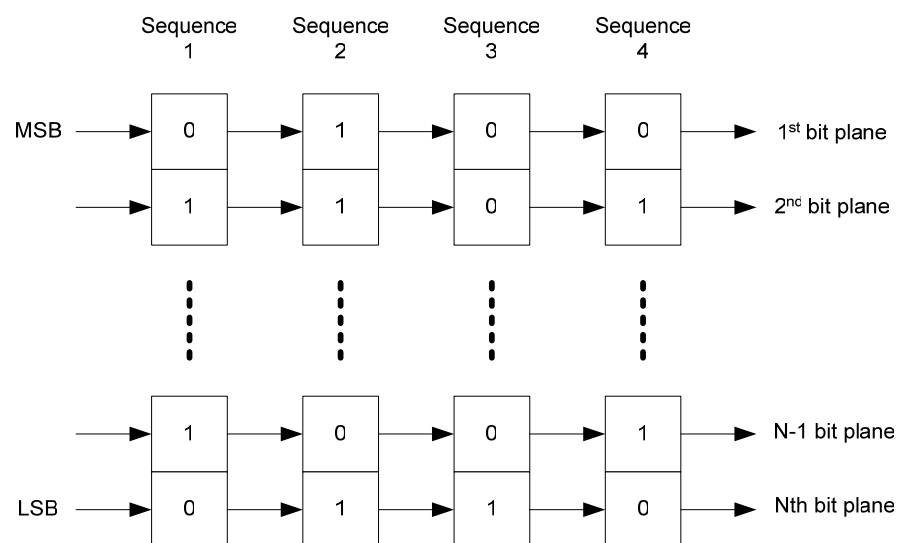 Sequence 1 Sequence 2 Sequence 3 Sequence 4
MSB 0 1 0 0 1st bit plane
1 1 0 1 2nd bit plane
1 0 0 1 N-1 bit plane
LSB 0 1 1 0 Nth bit plane